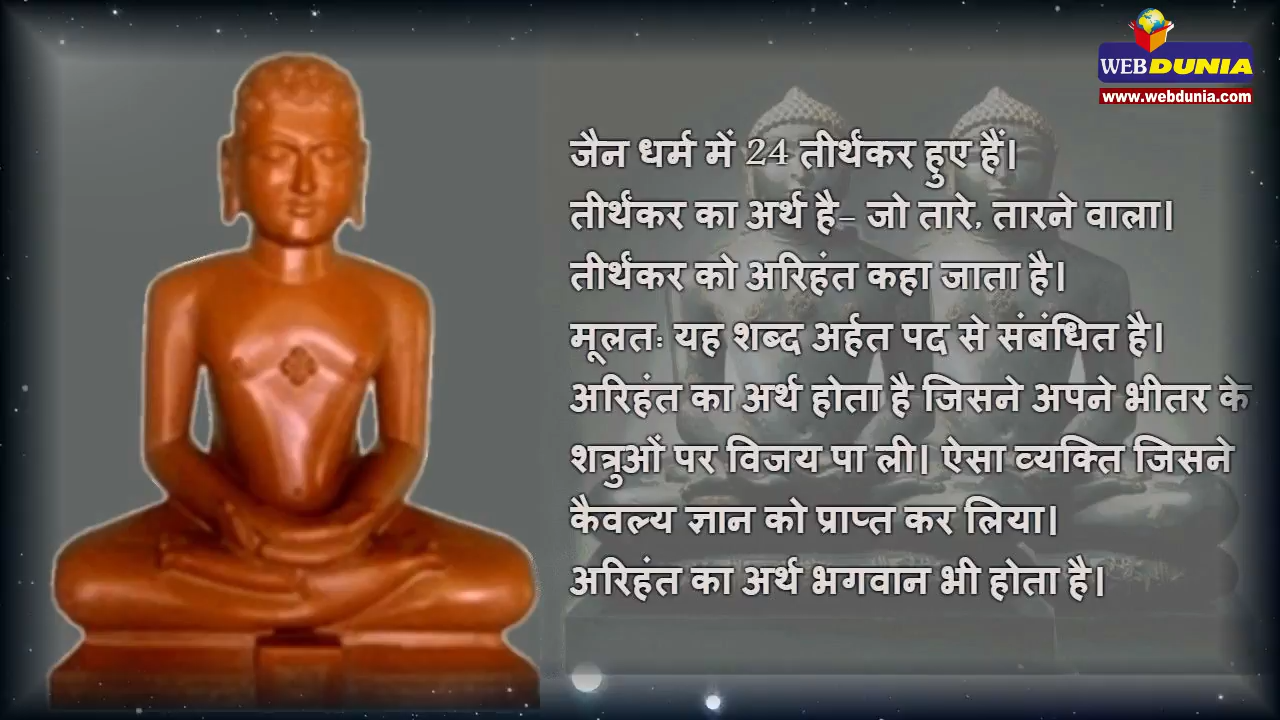 WEBDUNIA
www.webdunia.com
जैन धर्म में 24 तीर्थंकर हुए हैं।
तीर्थंकर का अर्थ है– जो तारे, तारने वाला।
तीर्थंकर को अरिहंत कहा जाता है।
मूलतः यह शब्द अर्हत पद से संबंधित है।
अरिहंत का अर्थ होता है जिसने अपने भीतर के
शत्रुओं पर विजय पा ली। ऐसा व्यक्ति जिसने
कैवल्य ज्ञान को प्राप्त कर लिया।
अरिहंत का अर्थ भगवान भी होता है।